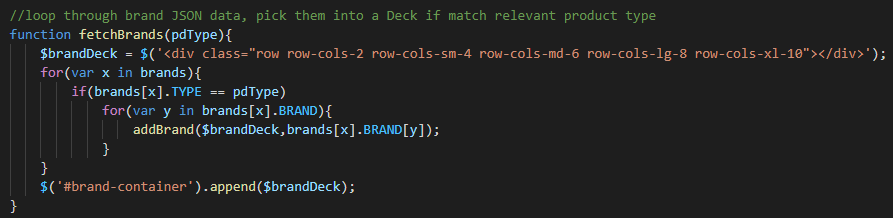 //loop through brand JSON data, pick them into a Deck if match relevant product type
function fetchBrands(pdType){
    $brandDeck = $('<div class="row row-cols-2 row-cols-sm-4 row-cols-md-6 row-cols-lg-8 row-cols-xl-10"></div>');
    for(var x in brands){
        if(brands[x].TYPE == pdType)
            for(var y in brands[x].BRAND){
                addBrand($brandDeck,brands[x].BRAND[y]);
            }
    }
    $('#brand-container').append($brandDeck);
}